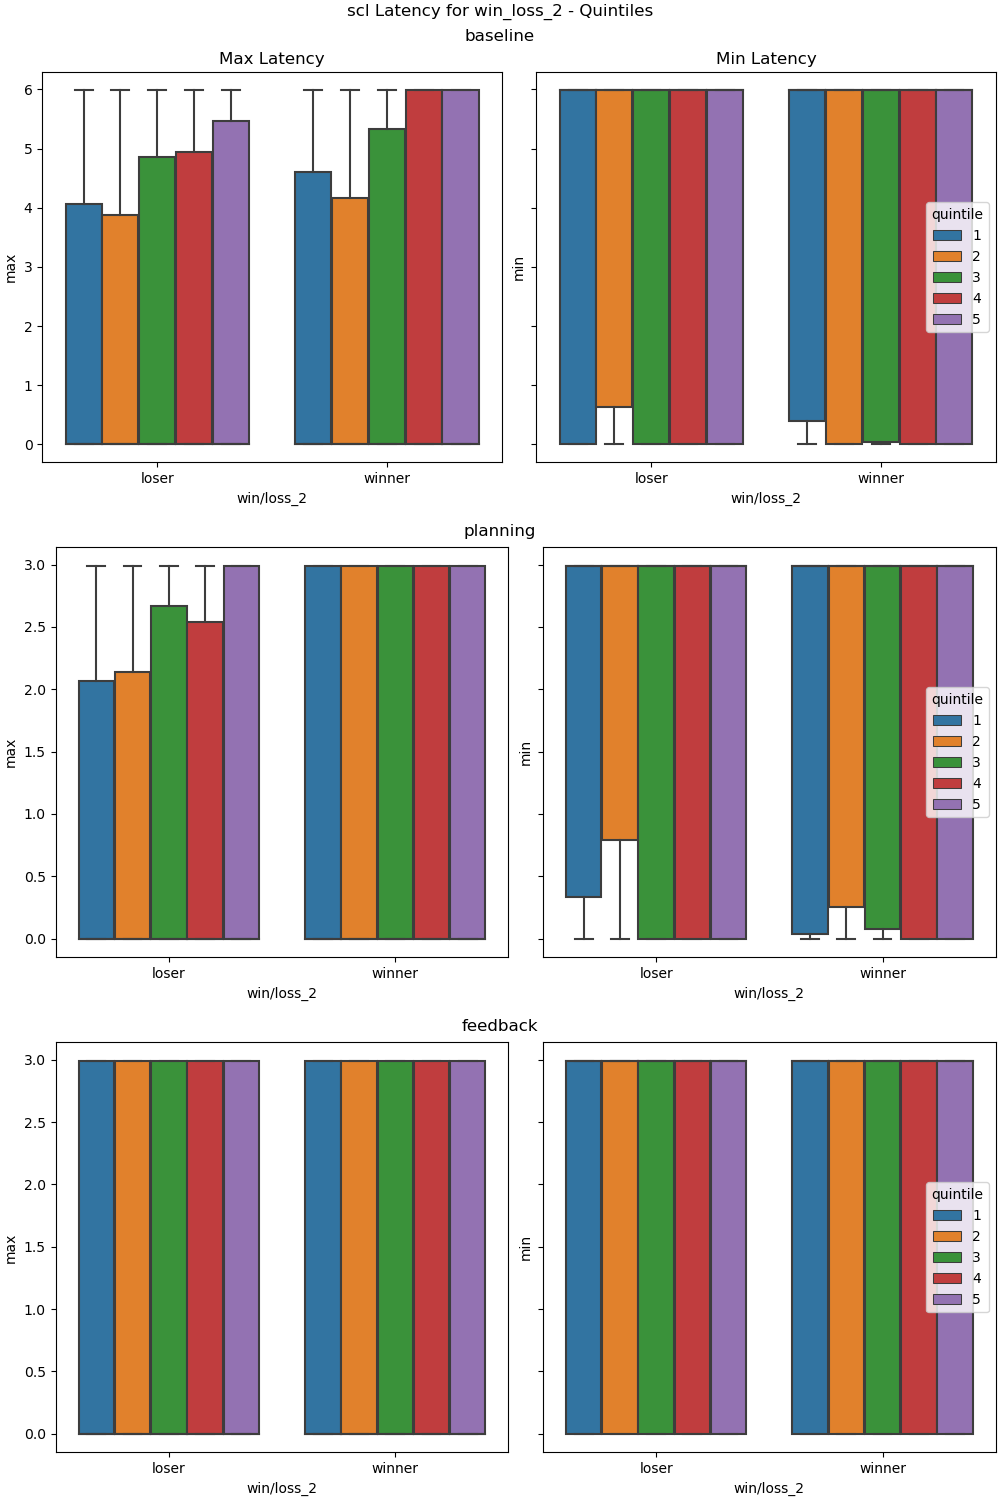 scl Latency for win_loss_2 - Quintiles
baseline
Max Latency
Min Latency
6
5
4
3
2
1
0
max
min
quintile
1
2
3
4
5
loser
winner
loser
winner
win/loss_2
win/loss_2
planning
3.0
2.5
2.0
1.5
1.0
0.5
0.0
max
min
quintile
1
2
3
4
5
loser
winner
loser
winner
win/loss_2
win/loss_2
feedback
3.0
2.5
2.0
1.5
1.0
0.5
0.0
max
min
quintile
1
2
3
4
5
loser
winner
loser
winner
win/loss_2
win/loss_2